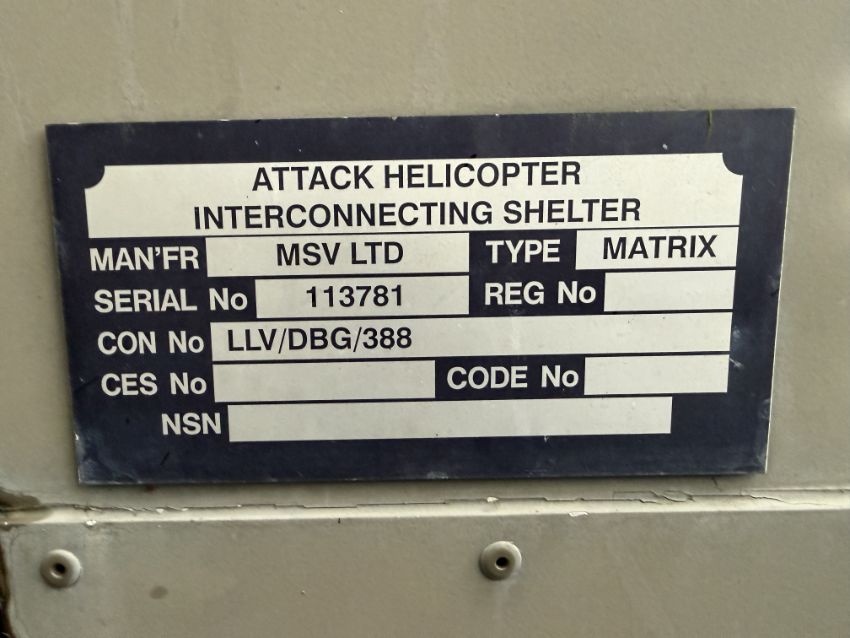 ATTACK HELICOPTER
INTERCONNECTING SHELTER
MAN'FR MSV LTD TYPE MATRIX
SERIAL No 113781 REG No
CON No LLV/DBG/388
CES No CODE No
NSN